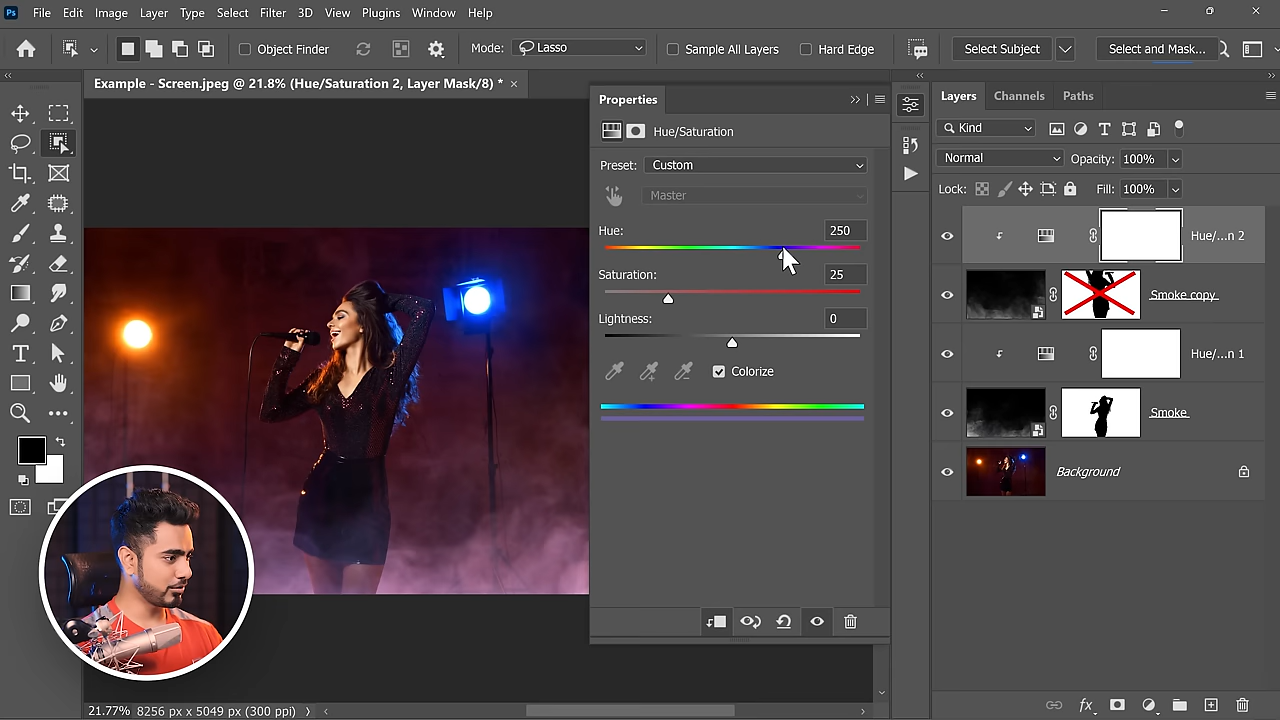 Ps File Edit Image Layer Type Select Filter 3D View Plugins Window Help
Object Finder Mode: Lasso Sample All Layers Hard Edge Select Subject Select and Mask...
Example - Screen.jpeg @ 21.8% (Hue/Saturation 2, Layer Mask/8) * ×
Properties
Hue/Saturation
Preset: Custom
Master
Hue: 250
Saturation: 25
Lightness: 0
Colorize
Layers Channels Paths
Kind
Normal Opacity: 100%
Lock: Fill: 100%
Hue/...n 2
Smoke copy
Hue/...n 1
Smoke
Background
fx
21.77% 8256 px x 5049 px (300 ppi)